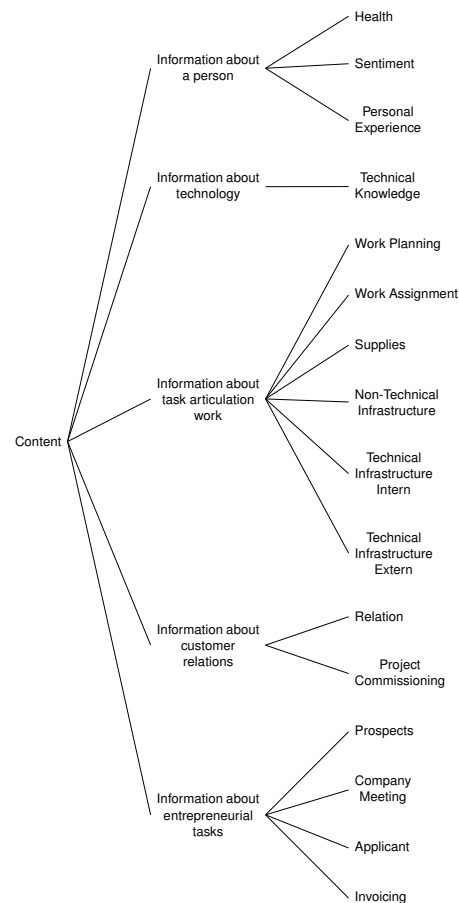 Content
Information about
a person
Health
Sentiment
Personal
Experience
Information about
technology
Technical
Knowledge
Information about
task articulation
work
Work Planning
Work Assignment
Supplies
Non-Technical
Infrastructure
Technical
Infrastructure
Intern
Technical
Infrastructure
Extern
Information about
customer
relations
Relation
Project
Commissioning
Information about
entrepreneurial
tasks
Prospects
Company
Meeting
Applicant
Invoicing